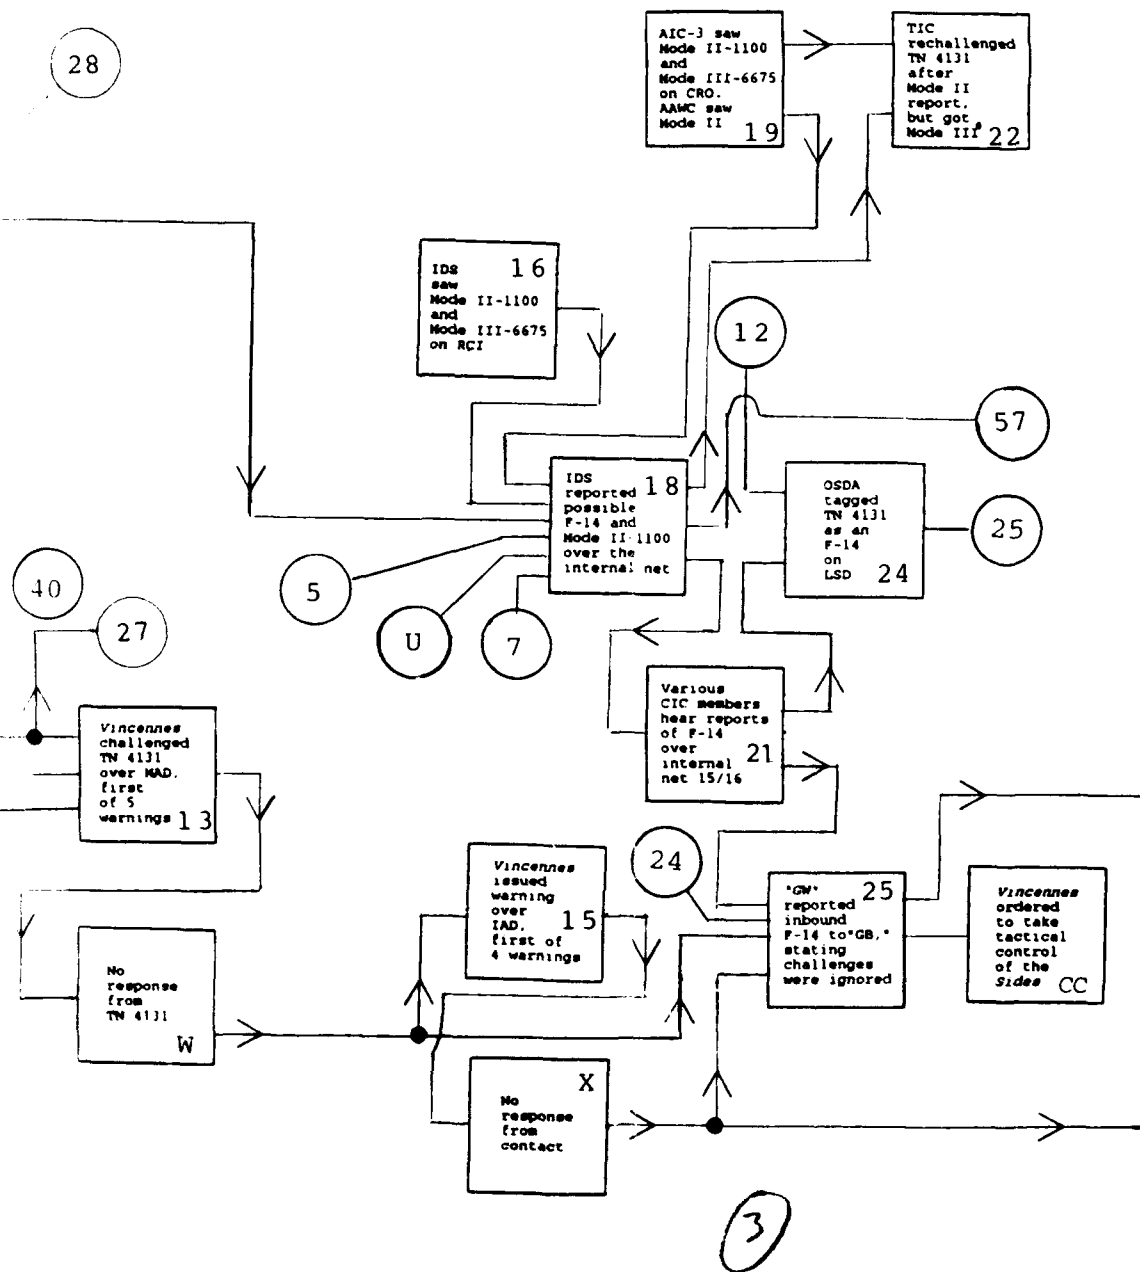 28
AIC-3 saw
Mode II-1100
and
Mode III-6675
on CRO.
AAWC saw
Mode II
19
TIC
rechallenged
TN 4131
after
Mode II
report,
but got
Mode III
22
IDS
saw
Mode II-1100
and
Mode III-6675
on RCI
16
12
57
IDS
reported
possible
F-14 and
Mode II-1100
over the
internal net
18
OSDA
tagged
TN 4131
as an
F-14
on
LSD
24
25
5
U
7
40
27
Vincennes
challenged
TN 4131
over MAD,
first
of 5
warnings
13
Various
CIC members
hear reports
of F-14
over
internal
net 15/16
21
24
Vincennes
issued
warning
over
IAD,
first of
4 warnings
15
"GW"
reported
inbound
F-14 to "GB,"
stating
challenges
were ignored
25
Vincennes
ordered
to take
tactical
control
of the
Sides
CC
No
response
from
TN 4131
W
No
response
from
contact
X
3